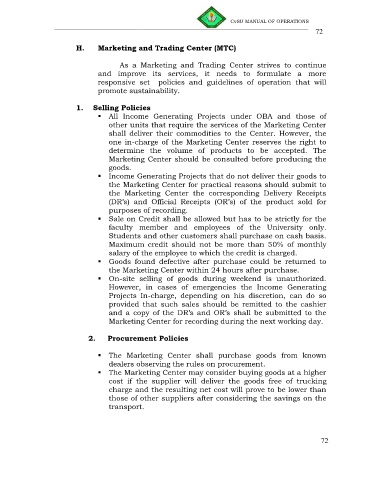 CvSU MANUAL OF OPERATIONS
72
H. Marketing and Trading Center (MTC)
As a Marketing and Trading Center strives to continue
and improve its services, it needs to formulate a more
responsive set policies and guidelines of operation that will
promote sustainability.
1. Selling Policies
▪ All Income Generating Projects under OBA and those of
other units that require the services of the Marketing Center
shall deliver their commodities to the Center. However, the
one in-charge of the Marketing Center reserves the right to
determine the volume of products to be accepted. The
Marketing Center should be consulted before producing the
goods.
▪ Income Generating Projects that do not deliver their goods to
the Marketing Center for practical reasons should submit to
the Marketing Center the corresponding Delivery Receipts
(DR's) and Official Receipts (OR's) of the product sold for
purposes of recording.
▪ Sale on Credit shall be allowed but has to be strictly for the
faculty member and employees of the University only.
Students and other customers shall purchase on cash basis.
Maximum credit should not be more than 50% of monthly
salary of the employee to which the credit is charged.
▪ Goods found defective after purchase could be returned to
the Marketing Center within 24 hours after purchase.
▪ On-site selling of goods during weekend is unauthorized.
However, in cases of emergencies the Income Generating
Projects In-charge, depending on his discretion, can do so
provided that such sales should be remitted to the cashier
and a copy of the DR's and OR's shall be submitted to the
Marketing Center for recording during the next working day.
2. Procurement Policies
▪ The Marketing Center shall purchase goods from known
dealers observing the rules on procurement.
▪ The Marketing Center may consider buying goods at a higher
cost if the supplier will deliver the goods free of trucking
charge and the resulting net cost will prove to be lower than
those of other suppliers after considering the savings on the
transport.
72